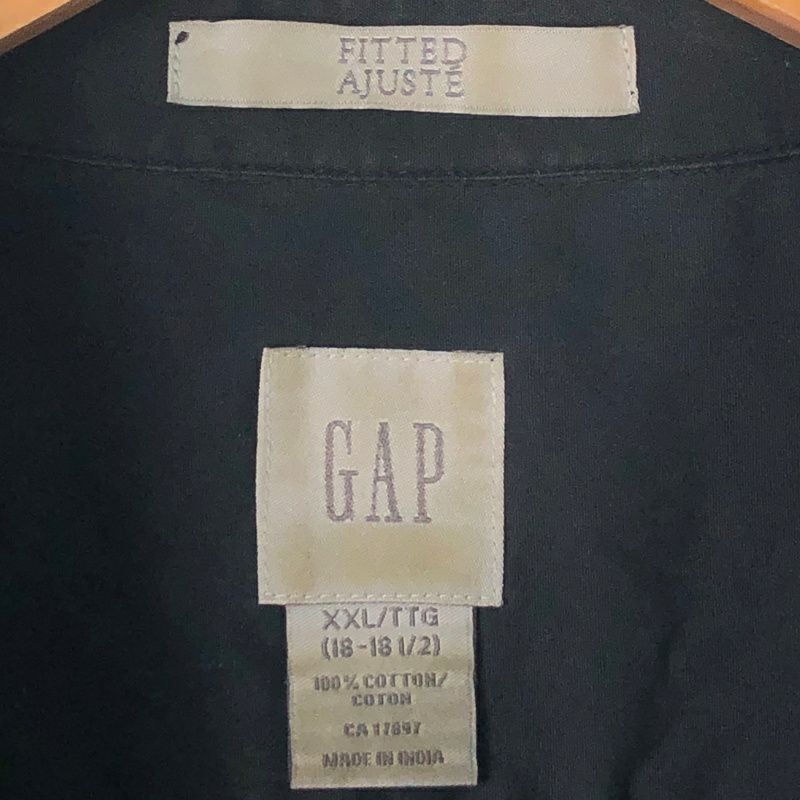 FITTED
AJUSTÉ
GAP
XXL/TTG
(18-18 1/2)
100% COTTON/
COTON
CA 17897
MADE IN INDIA